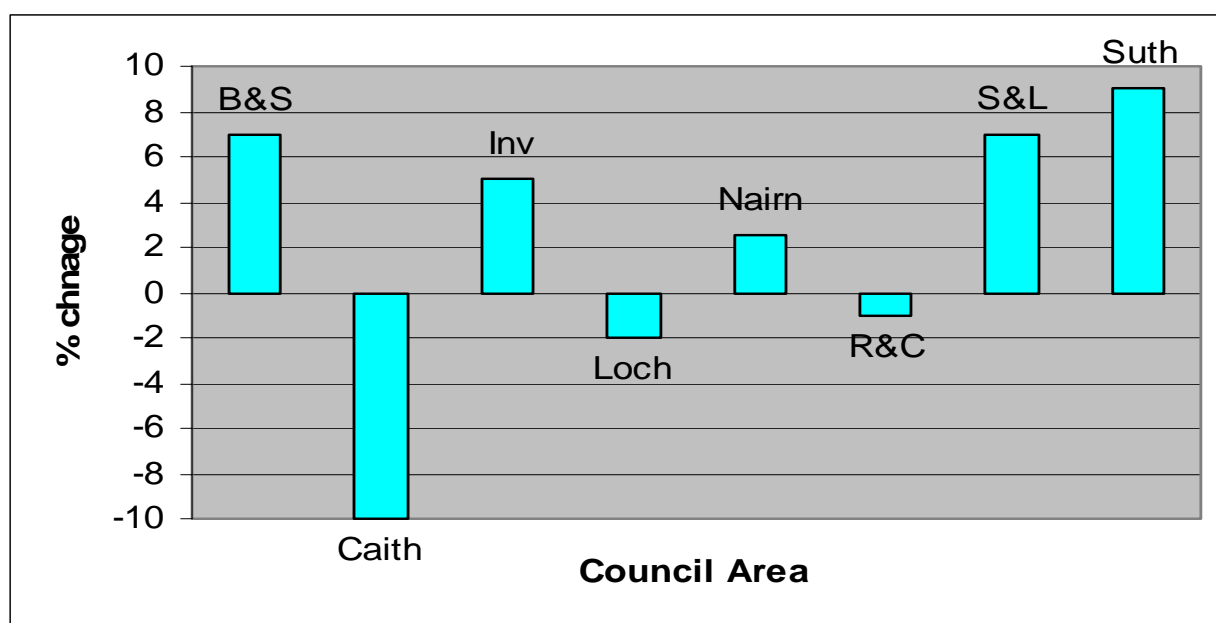 % chnage
10
8
6
4
2
0
-2
-4
-6
-8
-10
B&S
Caith
Inv
Loch
Nairn
R&C
S&L
Suth
Council Area